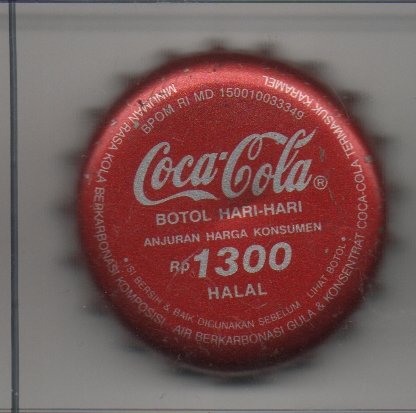 MINUMAN RASA KOLA BERKARBONASI KOMPOSISI: AIR BERKARBONASI GULA & KONSENTRAT COCA-COLA TERMASUK KARAMEL
BPOM RI MD 150010033349
Coca-Cola®
BOTOL HARI-HARI
ANJURAN HARGA KONSUMEN
Rp.1300
HALAL
• ISI BERSIH & BAIK DIGUNAKAN SEBELUM : LIHAT BOTOL •